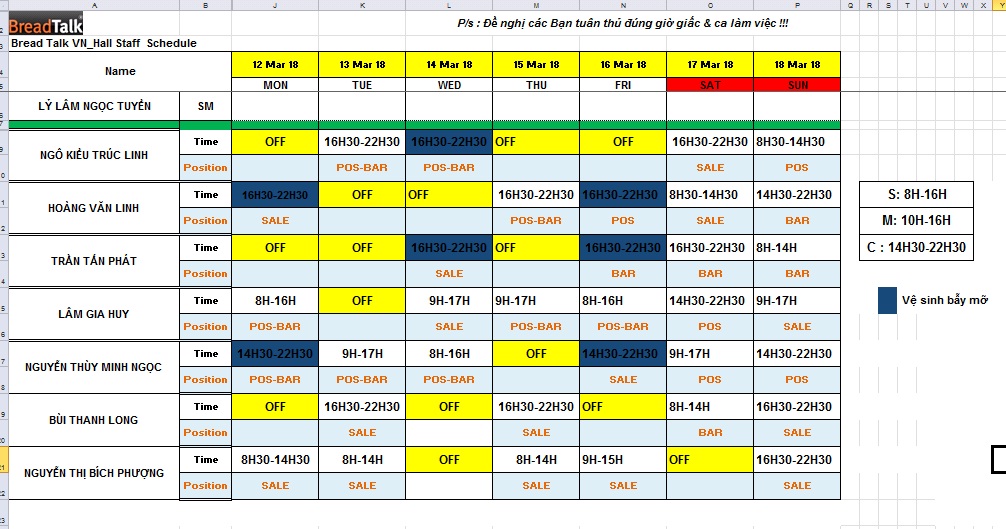 A B J K L M N O P Q R S T U V W X Y
BreadTalk P/s : Đề nghị các Bạn tuân thủ đúng giờ giấc & ca làm việc !!!
Bread Talk VN_Hall Staff Schedule
Name 12 Mar 18 13 Mar 18 14 Mar 18 15 Mar 18 16 Mar 18 17 Mar 18 18 Mar 18
MON TUE WED THU FRI SAT SUN
LÝ LÂM NGỌC TUYỀN SM
NGÔ KIỀU TRÚC LINH Time OFF 16H30-22H30 16H30-22H30 OFF OFF 16H30-22H30 8H30-14H30
Position POS-BAR POS-BAR SALE POS
HOÀNG VĂN LINH Time 16H30-22H30 OFF OFF 16H30-22H30 16H30-22H30 8H30-14H30 14H30-22H30
Position SALE POS-BAR POS SALE BAR
TRẦN TẤN PHÁT Time OFF OFF 16H30-22H30 OFF 16H30-22H30 16H30-22H30 8H-14H
Position SALE BAR BAR BAR
LÂM GIA HUY Time 8H-16H OFF 9H-17H 9H-17H 8H-16H 14H30-22H30 9H-17H
Position POS-BAR SALE POS-BAR POS-BAR POS SALE
NGUYỄN THÙY MINH NGỌC Time 14H30-22H30 9H-17H 8H-16H OFF 14H30-22H30 9H-17H 14H30-22H30
Position POS-BAR POS-BAR POS-BAR SALE POS POS
BÙI THANH LONG Time OFF 16H30-22H30 OFF 16H30-22H30 OFF 8H-14H 16H30-22H30
Position SALE SALE BAR SALE
NGUYỄN THỊ BÍCH PHƯỢNG Time 8H30-14H30 8H-14H OFF 8H-14H 9H-15H OFF 16H30-22H30
Position SALE SALE SALE SALE SALE
S: 8H-16H
M: 10H-16H
C : 14H30-22H30
Vệ sinh bẫy mỡ